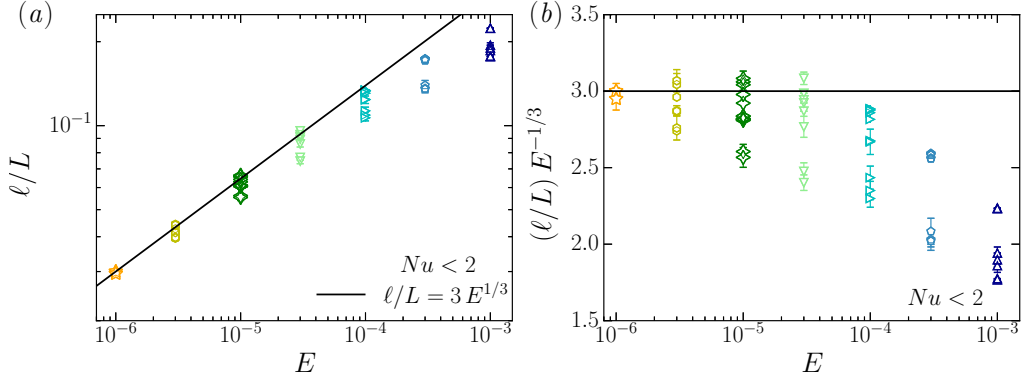 (a)
ℓ/L
10⁻¹
Nu < 2
ℓ/L = 3 E^{1/3}
10⁻⁶ 10⁻⁵ 10⁻⁴ 10⁻³
E
(b)
(ℓ/L) E^{−1/3}
3.5
3.0
2.5
2.0
1.5
Nu < 2
10⁻⁶ 10⁻⁵ 10⁻⁴ 10⁻³
E